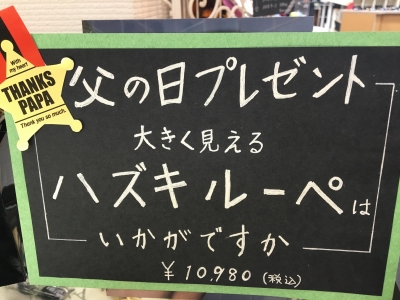 With
my heart
THANKS
PAPA
Thank you so much.
父の日プレゼント
大きく見える
ハズキルーペは
いかがですか
¥10,980(税込)